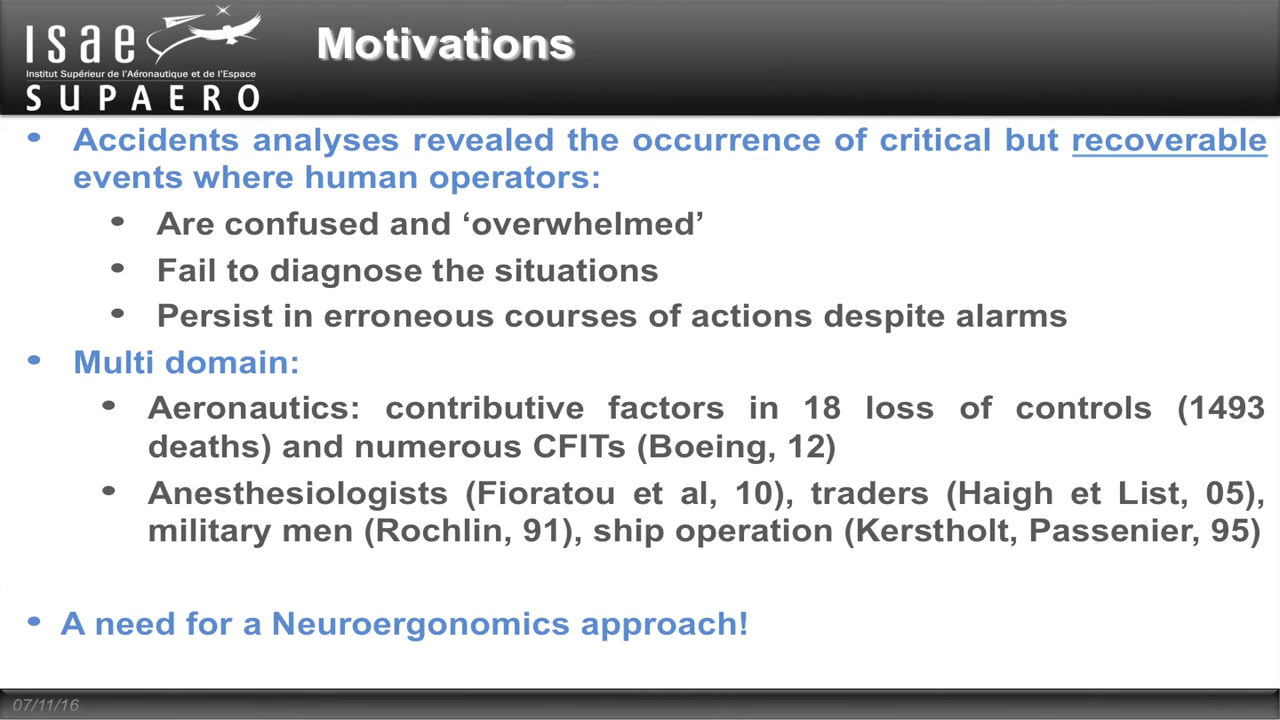 isae
Institut Supérieur de l'Aéronautique et de l'Espace
SUPAERO
Motivations
• Accidents analyses revealed the occurrence of critical but recoverable
events where human operators:
• Are confused and ‘overwhelmed’
• Fail to diagnose the situations
• Persist in erroneous courses of actions despite alarms
• Multi domain:
• Aeronautics: contributive factors in 18 loss of controls (1493
deaths) and numerous CFITs (Boeing, 12)
• Anesthesiologists (Fioratou et al, 10), traders (Haigh et List, 05),
military men (Rochlin, 91), ship operation (Kerstholt, Passenier, 95)
• A need for a Neuroergonomics approach!
07/11/16